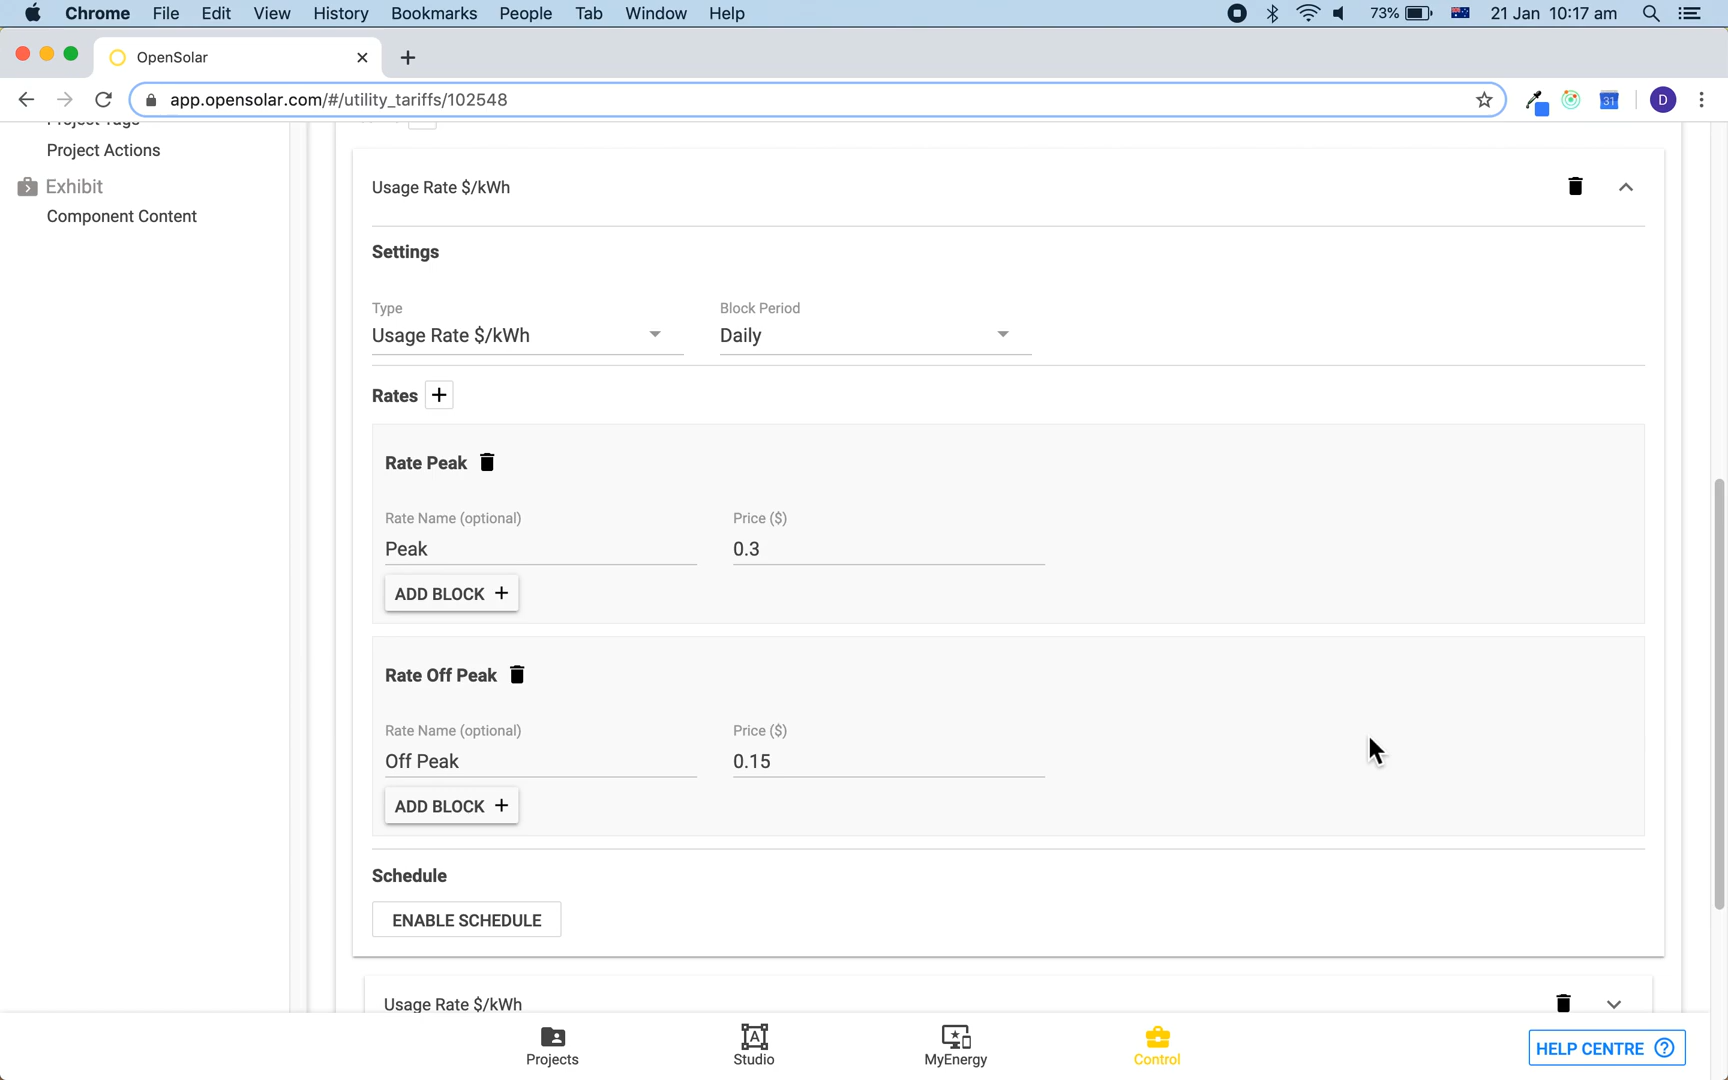 Chrome File Edit View History Bookmarks People Tab Window Help 73% 21 Jan 10:17 am
OpenSolar
app.opensolar.com/#/utility_tariffs/102548
D
31
Project Tags
Project Actions
Exhibit
Component Content
Usage Rate $/kWh
Settings
Type
Usage Rate $/kWh
Block Period
Daily
Rates +
Rate Peak
Rate Name (optional)
Peak
Price ($)
0.3
ADD BLOCK +
Rate Off Peak
Rate Name (optional)
Off Peak
Price ($)
0.15
ADD BLOCK +
Schedule
ENABLE SCHEDULE
Usage Rate $/kWh
Projects
Studio
MyEnergy
Control
HELP CENTRE ?